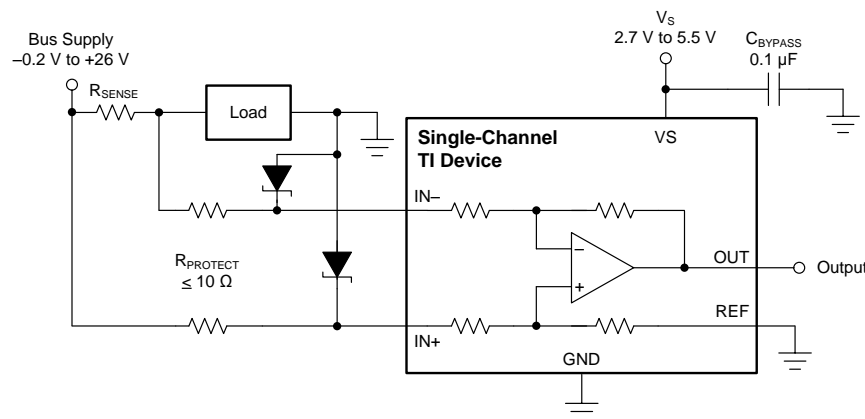 Bus Supply
–0.2 V to +26 V
RSENSE
Load
VS
2.7 V to 5.5 V
CBYPASS
0.1 µF
Single-Channel
TI Device
VS
IN–
RPROTECT
≤ 10 Ω
–
+
OUT
Output
REF
IN+
GND